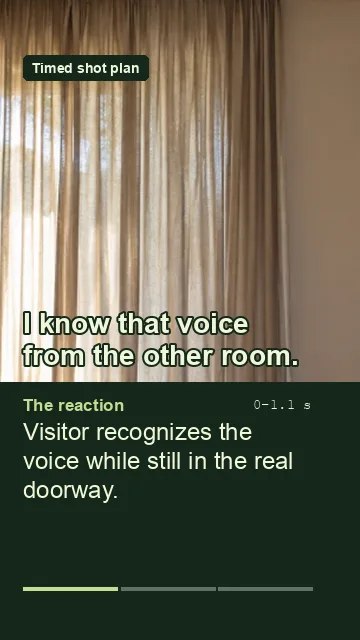 Timed shot plan
I know that voice
from the other room.
The reaction 0–1.1 s
Visitor recognizes the
voice while still in the real
doorway.